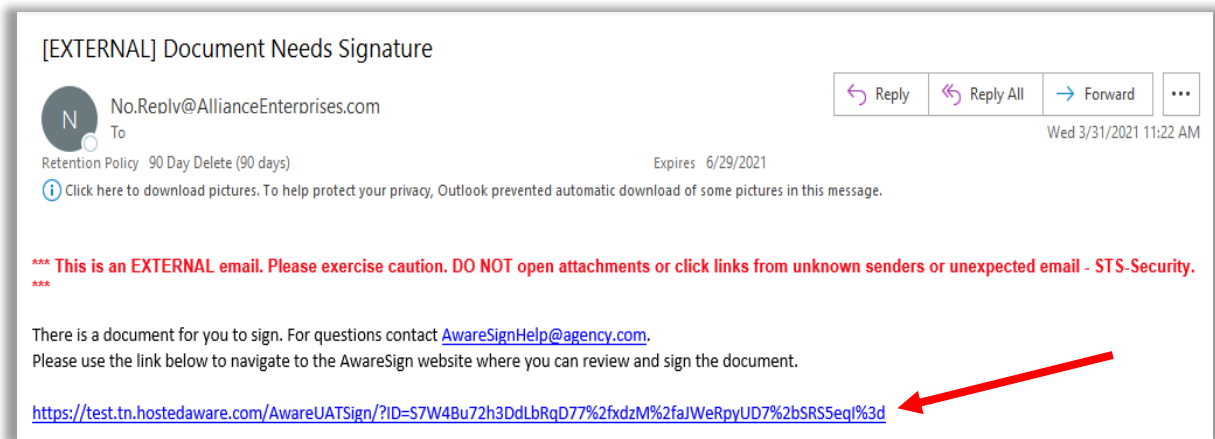 [EXTERNAL] Document Needs Signature
N
No.Reply@AllianceEnterprises.com
To
Reply
Reply All
Forward
Wed 3/31/2021 11:22 AM
Retention Policy 90 Day Delete (90 days)
Expires 6/29/2021
Click here to download pictures. To help protect your privacy, Outlook prevented automatic download of some pictures in this message.
*** This is an EXTERNAL email. Please exercise caution. DO NOT open attachments or click links from unknown senders or unexpected email - STS-Security.
***
There is a document for you to sign. For questions contact AwareSignHelp@agency.com.
Please use the link below to navigate to the AwareSign website where you can review and sign the document.
https://test.tn.hostedaware.com/AwareUATSign/?ID=S7W4Bu72h3DdLbRqD77%2fxdzM%2faJWeRpyUD7%2bSRS5eqI%3d